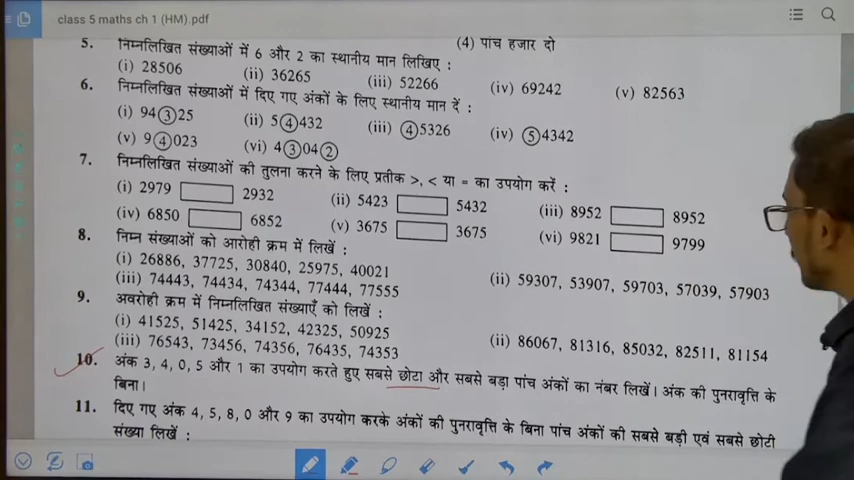 class 5 maths ch 1 (HM).pdf
(4) पांच हजार दो
5. निम्नलिखित संख्याओं में 6 और 2 का स्थानीय मान लिखिए :
(i) 28506 (ii) 36265 (iii) 52266 (iv) 69242 (v) 82563
6. निम्नलिखित संख्याओं में दिए गए अंकों के लिए स्थानीय मान दें :
(i) 94325 (ii) 54432 (iii) 45326 (iv) 54342
(v) 94023 (vi) 43042
7. निम्नलिखित संख्याओं की तुलना करने के लिए प्रतीक >, < या = का उपयोग करें :
(i) 2979 2932 (ii) 5423 5432 (iii) 8952 8952
(iv) 6850 6852 (v) 3675 3675 (vi) 9821 9799
8. निम्न संख्याओं को आरोही क्रम में लिखें :
(i) 26886, 37725, 30840, 25975, 40021 (ii) 59307, 53907, 59703, 57039, 57903
(iii) 74443, 74434, 74344, 77444, 77555
9. अवरोही क्रम में निम्नलिखित संख्याएँ को लिखें :
(i) 41525, 51425, 34152, 42325, 50925 (ii) 86067, 81316, 85032, 82511, 81154
(iii) 76543, 73456, 74356, 76435, 74353
10. अंक 3, 4, 0, 5 और 1 का उपयोग करते हुए सबसे छोटा और सबसे बड़ा पांच अंकों का नंबर लिखें। अंक की पुनरावृत्ति के
बिना।
11. दिए गए अंक 4, 5, 8, 0 और 9 का उपयोग करके अंकों की पुनरावृत्ति के बिना पांच अंकों की सबसे बड़ी एवं सबसे छोटी
संख्या लिखें :